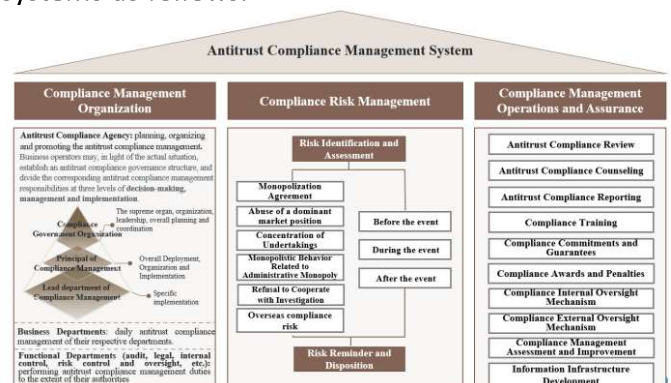 Antitrust Compliance Management System
Compliance Management
Organization
Antitrust Compliance Agency: planning, organizing
and promoting the antitrust compliance management.
Business operators may, in light of the actual situation,
establish an antitrust compliance governance structure, and
divide the corresponding antitrust compliance management
responsibilities at three levels of decision-making,
management and implementation.
Compliance
Government Organization
The supreme organ, organization,
leadership, overall planning and
coordination
Principal of
Compliance Management
Overall Deployment,
Organization and
Implementation
Lead department of
Compliance Management
Specific
implementation
Business Departments: daily antitrust compliance
management of their respective departments.
Functional Departments (audit, legal, internal
control, risk control and oversight, etc.):
performing antitrust compliance management duties
to the extent of their authorities
Compliance Risk Management
Risk Identification and
Assessment
Monopolization
Agreement
Abuse of a dominant
market position
Concentration of
Undertakings
Monopolistic Behavior
Related to
Administrative Monopoly
Refusal to Cooperate
with Investigation
Overseas compliance
risk
Before the event
During the event
After the event
Risk Reminder and
Disposition
Compliance Management
Operations and Assurance
Antitrust Compliance Review
Antitrust Compliance Counseling
Antitrust Compliance Reporting
Compliance Training
Compliance Commitments and
Guarantees
Compliance Awards and Penalties
Compliance Internal Oversight
Mechanism
Compliance External Oversight
Mechanism
Compliance Management
Assessment and Improvement
Information Infrastructure
Development